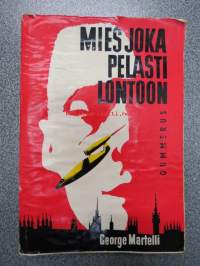 MIES JOKA
PELASTI
LONTOON
GUMMERUS
George Martelli